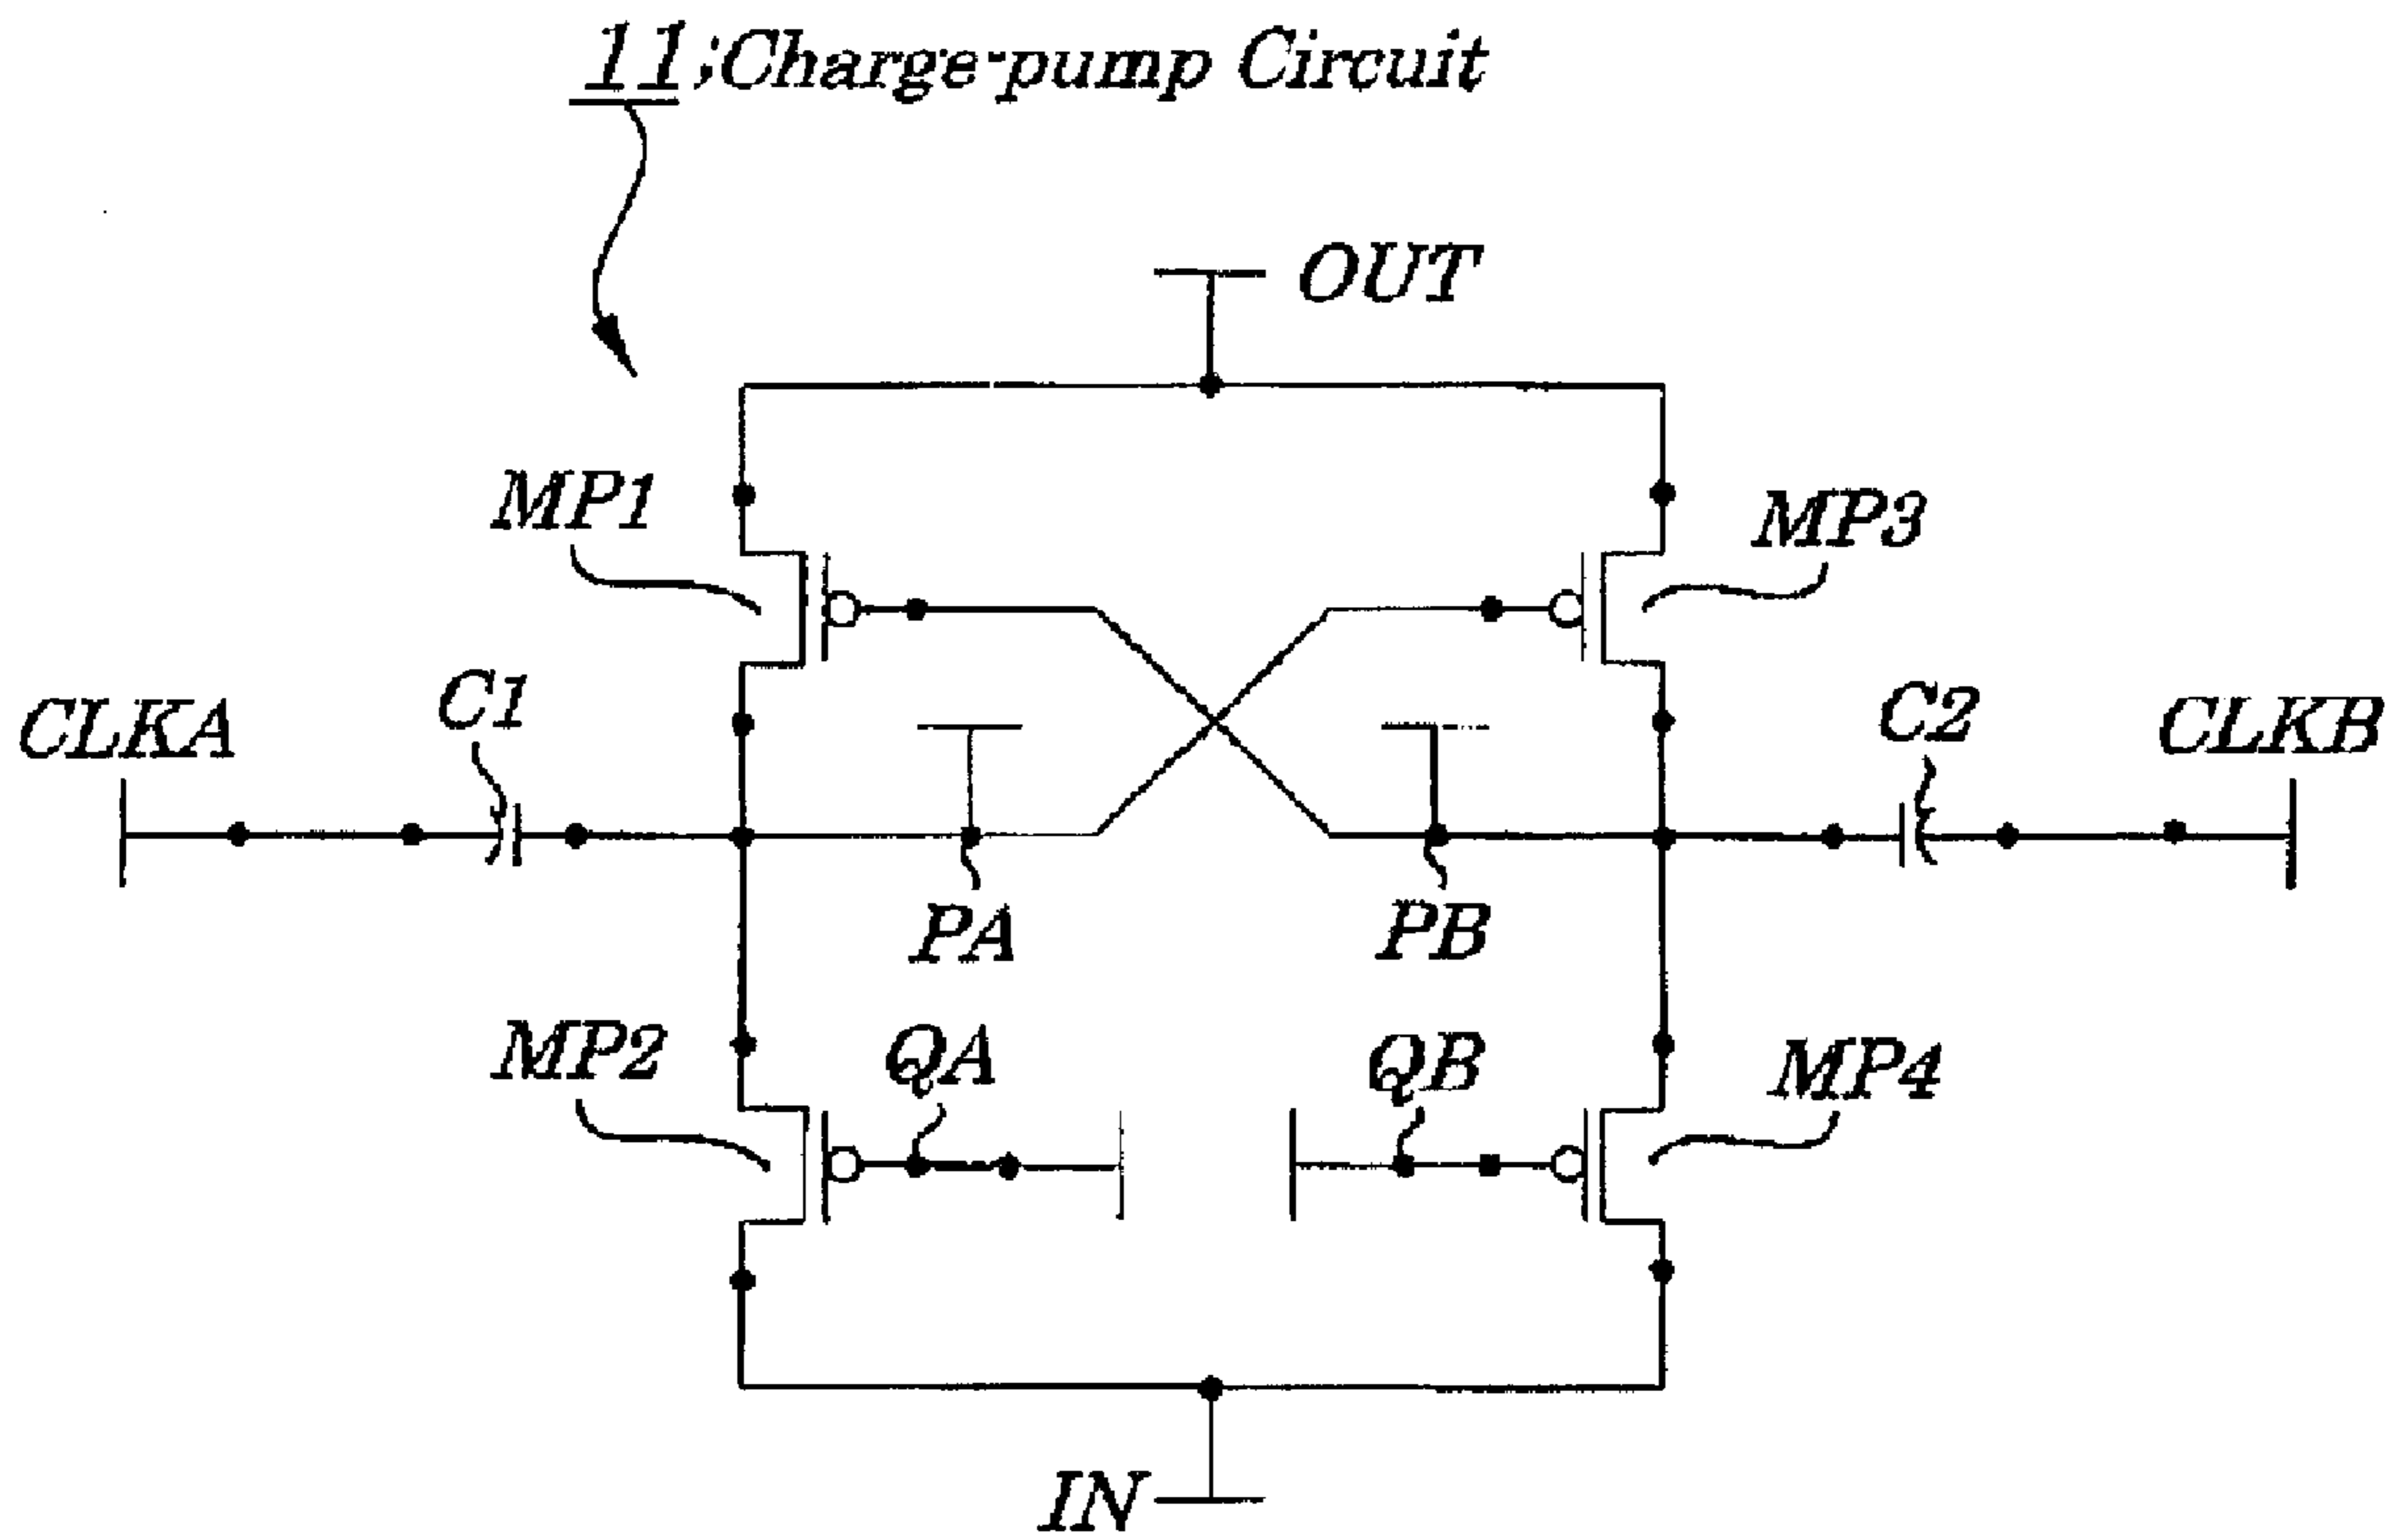 11;Charge-pump Circuit
OUT
MP1
MP3
CLKA
C1
C2
CLKB
PA
PB
MP2
QA
QB
MP4
IN